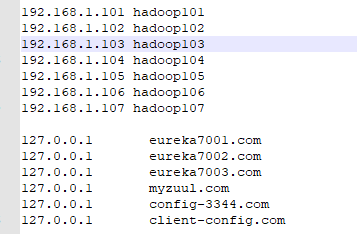 192.168.1.101 hadoop101
192.168.1.102 hadoop102
192.168.1.103 hadoop103
192.168.1.104 hadoop104
192.168.1.105 hadoop105
192.168.1.106 hadoop106
192.168.1.107 hadoop107
127.0.0.1 eureka7001.com
127.0.0.1 eureka7002.com
127.0.0.1 eureka7003.com
127.0.0.1 myzuul.com
127.0.0.1 config-3344.com
127.0.0.1 client-config.com